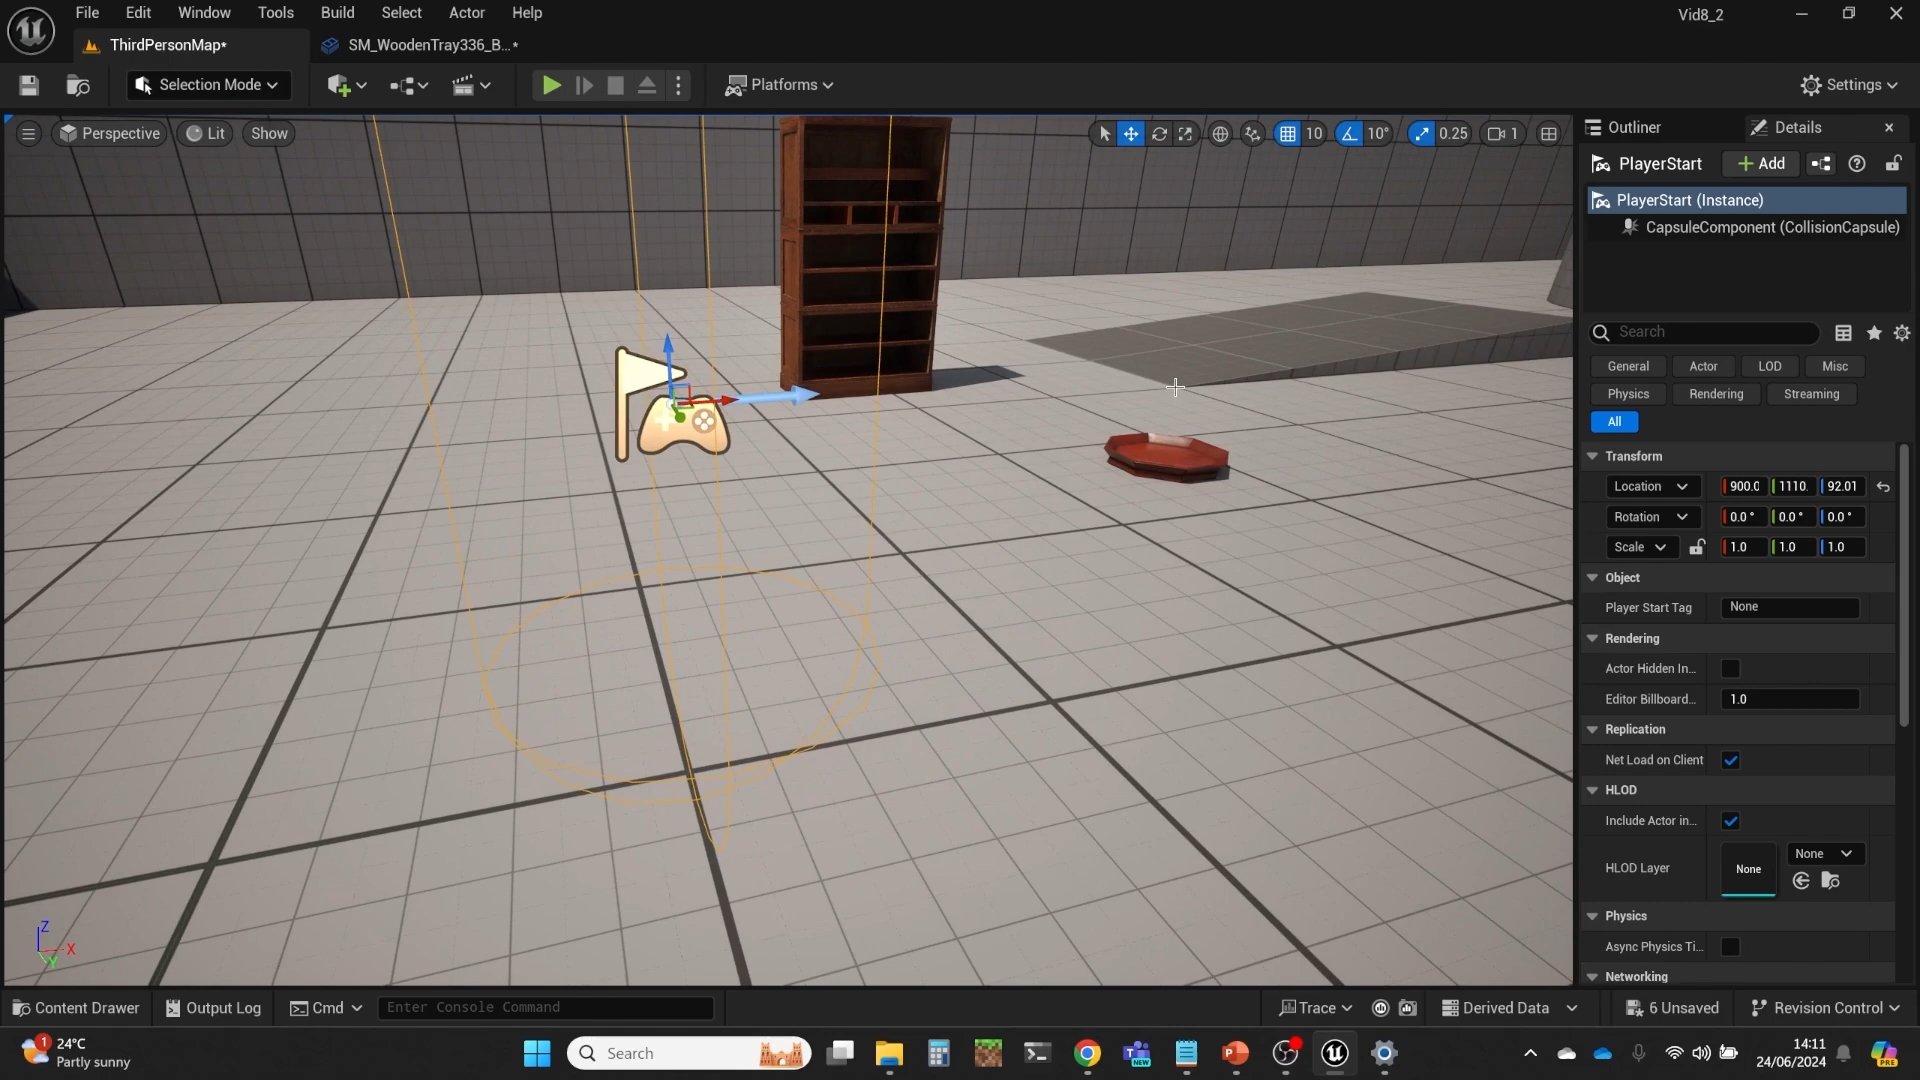 File Edit Window Tools Build Select Actor Help
Vid8_2
ThirdPersonMap*
SM_WoodenTray336_B...*
Selection Mode
Platforms
Settings
Perspective
Lit
Show
10
10°
0.25
1
Outliner
Details
PlayerStart
Add
PlayerStart (Instance)
CapsuleComponent (CollisionCapsule)
Search
General Actor LOD Misc
Physics Rendering Streaming
All
Transform
Location 900.0 1110. 92.01
Rotation 0.0° 0.0° 0.0°
Scale 1.0 1.0 1.0
Object
Player Start Tag None
Rendering
Actor Hidden In...
Editor Billboard... 1.0
Replication
Net Load on Client
HLOD
Include Actor in...
HLOD Layer None None
Physics
Async Physics Ti...
Networking
Z
X
Y
Content Drawer
Output Log
Cmd
Enter Console Command
Trace
Derived Data
6 Unsaved
Revision Control
1
24°C
Partly sunny
Search
NEW
14:11
24/06/2024
PRE